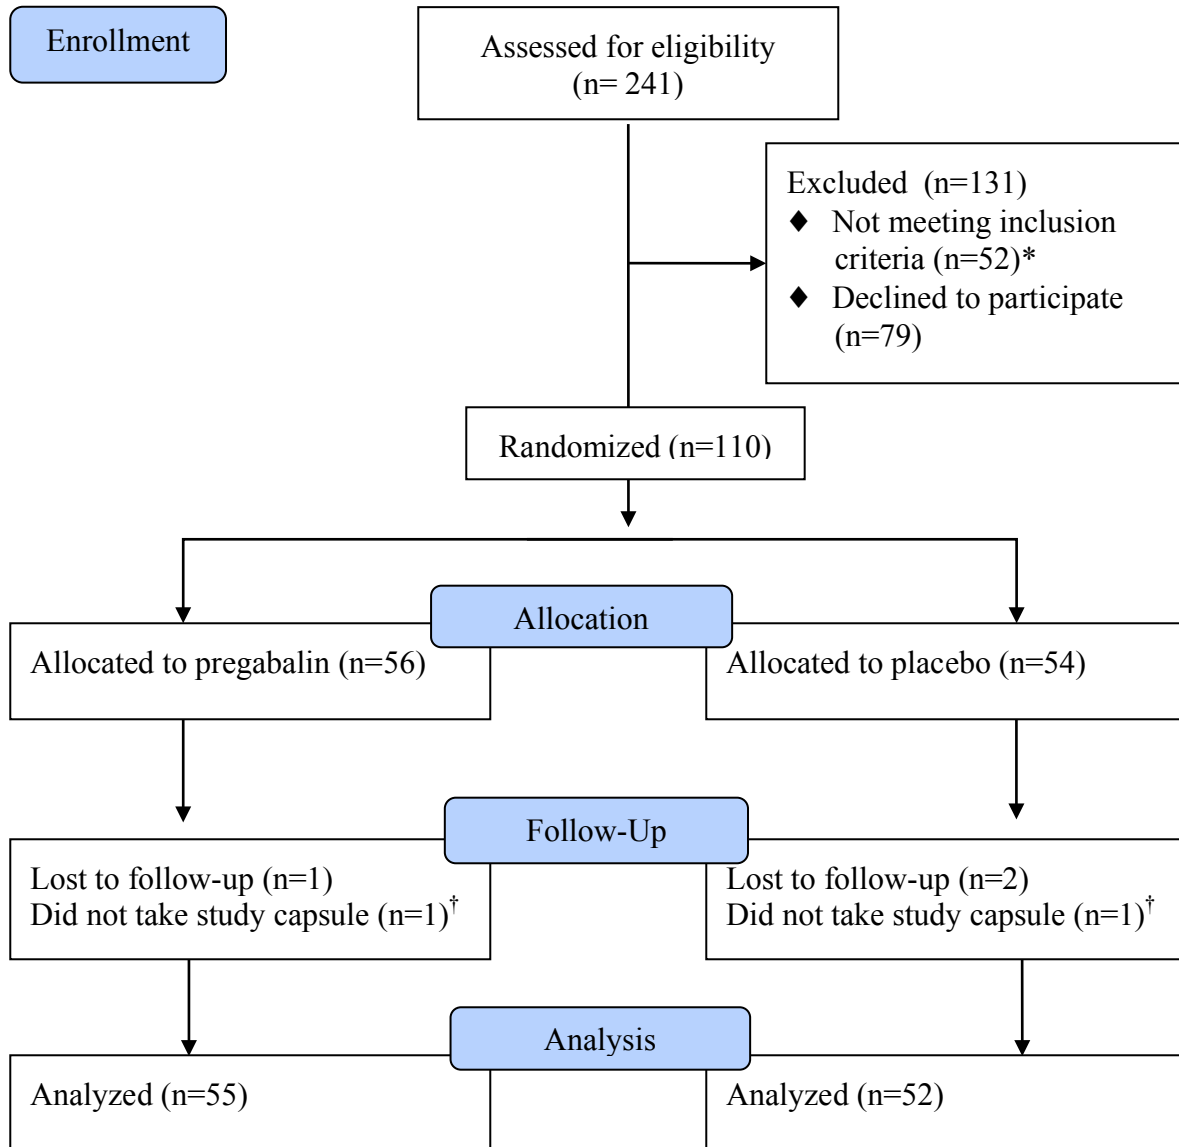 Enrollment
Assessed for eligibility
(n= 241)
Excluded (n=131)
♦ Not meeting inclusion
criteria (n=52)*
♦ Declined to participate
(n=79)
Randomized (n=110)
Allocation
Allocated to pregabalin (n=56)
Allocated to placebo (n=54)
Follow-Up
Lost to follow-up (n=1)
Did not take study capsule (n=1)†
Lost to follow-up (n=2)
Did not take study capsule (n=1)†
Analysis
Analyzed (n=55)
Analyzed (n=52)